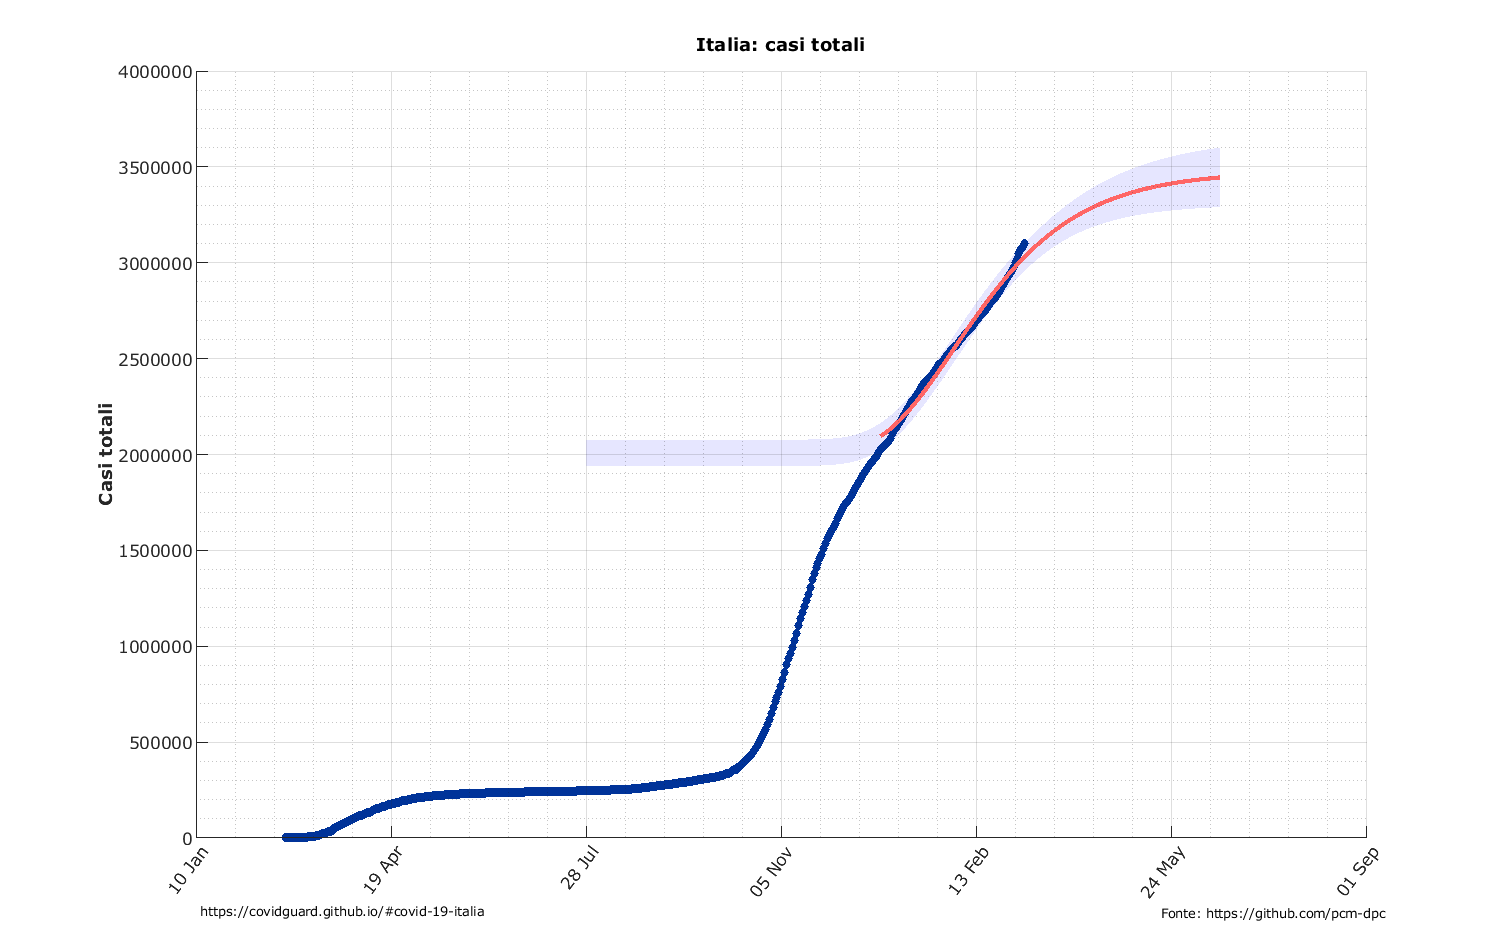 Italia: casi totali
4000000
3500000
3000000
2500000
2000000
1500000
1000000
500000
0
Casi totali
10 Jan
19 Apr
28 Jul
05 Nov
13 Feb
24 May
01 Sep
https://covidguard.github.io/#covid-19-italia
Fonte: https://github.com/pcm-dpc